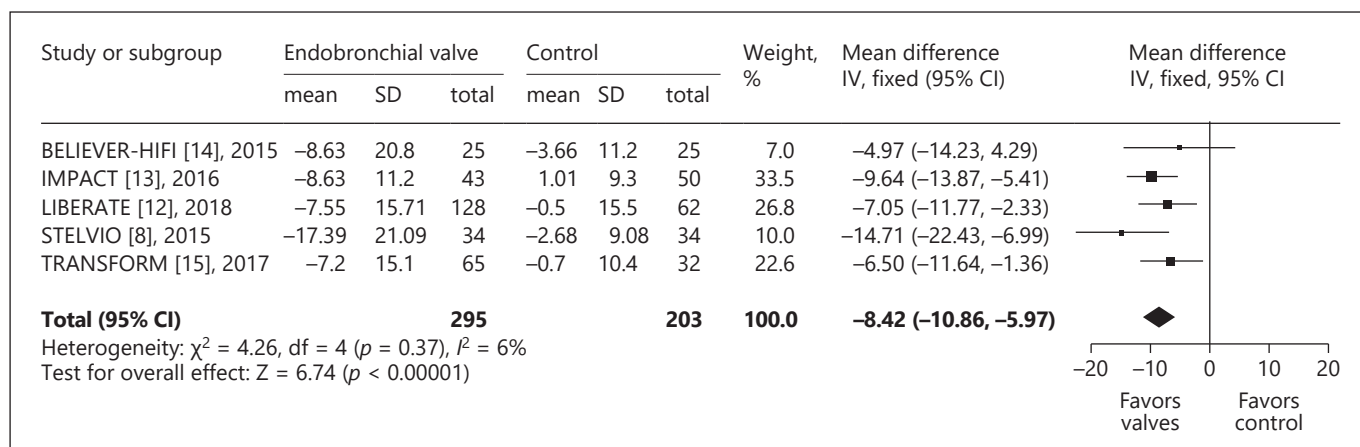 Study or subgroup Endobronchial valve Control Weight, % Mean difference IV, fixed (95% CI) Mean difference IV, fixed, 95% CI
mean SD total mean SD total
BELIEVER-HIFI [14], 2015 –8.63 20.8 25 –3.66 11.2 25 7.0 –4.97 (–14.23, 4.29)
IMPACT [13], 2016 –8.63 11.2 43 1.01 9.3 50 33.5 –9.64 (–13.87, –5.41)
LIBERATE [12], 2018 –7.55 15.71 128 –0.5 15.5 62 26.8 –7.05 (–11.77, –2.33)
STELVIO [8], 2015 –17.39 21.09 34 –2.68 9.08 34 10.0 –14.71 (–22.43, –6.99)
TRANSFORM [15], 2017 –7.2 15.1 65 –0.7 10.4 32 22.6 –6.50 (–11.64, –1.36)
Total (95% CI) 295 203 100.0 –8.42 (–10.86, –5.97)
Heterogeneity: χ² = 4.26, df = 4 (p = 0.37), I² = 6%
Test for overall effect: Z = 6.74 (p < 0.00001)
–20 –10 0 10 20
Favors valves Favors control